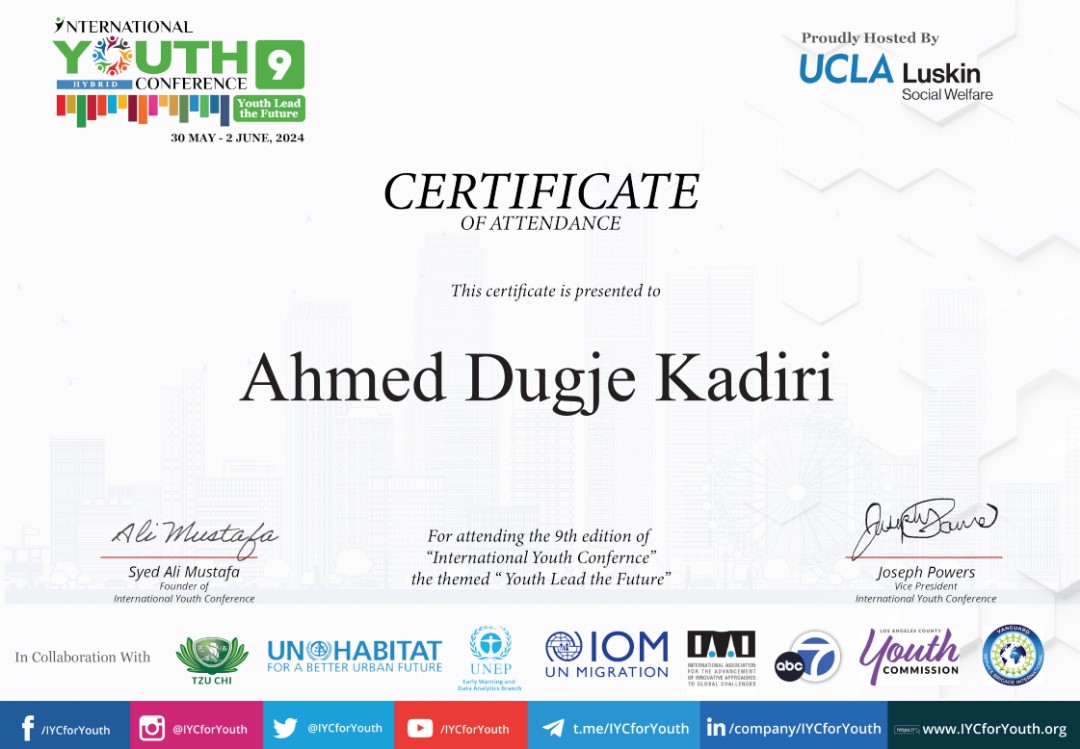 INTERNATIONAL
YOUTH 9
HYBRID CONFERENCE
Youth Lead
the Future
30 MAY - 2 JUNE, 2024
Proudly Hosted By
UCLA Luskin
Social Welfare
CERTIFICATE
OF ATTENDANCE
This certificate is presented to
Ahmed Dugje Kadiri
Ali Mustafa
Syed Ali Mustafa
Founder of
International Youth Conference
For attending the 9th edition of
“International Youth Confernce”
the themed “ Youth Lead the Future”
Joseph Powers
Vice President
International Youth Conference
In Collaboration With
TZU CHI
UN HABITAT
FOR A BETTER URBAN FUTURE
UNEP
Early Warning and
Data Analytics Branch
IOM
UN MIGRATION
IAAI
INTERNATIONAL ASSOCIATION
FOR THE ADVANCEMENT
OF INNOVATIVE APPROACHES
TO GLOBAL CHALLENGES
abc 7
LOS ANGELES COUNTY
Youth
COMMISSION
VANGUARD
/IYCforYouth
@IYCforYouth
@IYCforYouth
/IYCforYouth
t.me/IYCforYouth
in /company/IYCforYouth
www.IYCforYouth.org